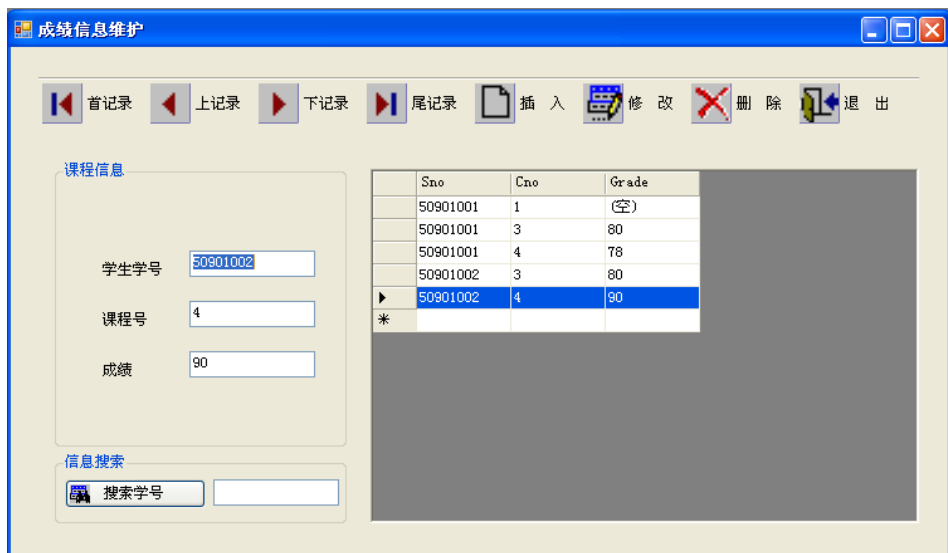 成绩信息维护
首记录 上记录 下记录 尾记录 插 入 修 改 删 除 退 出
课程信息
学生学号 50901002
课程号 4
成绩 90
信息搜索
搜索学号
Sno Cno Grade
50901001 1 (空)
50901001 3 80
50901001 4 78
50901002 3 80
50901002 4 90